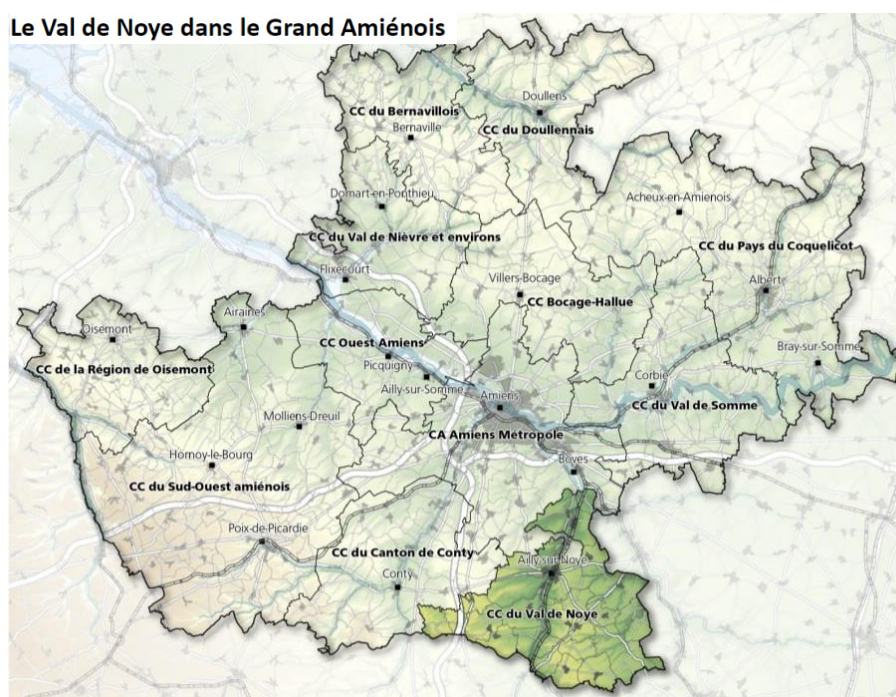 Le Val de Noye dans le Grand Amiénois
Doullens
CC du Bernavillois
Bernaville
CC du Doullennais
Domart-en-Ponthieu
Acheux-en-Amienois
CC du Val de Nièvre et environs
CC du Pays du Coquelicot
Flixecourt
Villers-Bocage
Albert
CC Bocage-Hallue
Airaines
Oisemont
CC Ouest Amiens
Bray-sur-Somme
Picquigny
CC de la Région de Oisemont
Ailly-sur-Somme
Corbie
Amiens
CC du Val de Somme
Molliens-Dreuil
CA Amiens Métropole
Hornoy-le-Bourg
Boves
CC du Sud-Ouest amiénois
Poix-de-Picardie
CC du Canton de Conty
Ailly-sur-Noye
Conty
CC du Val de Noye